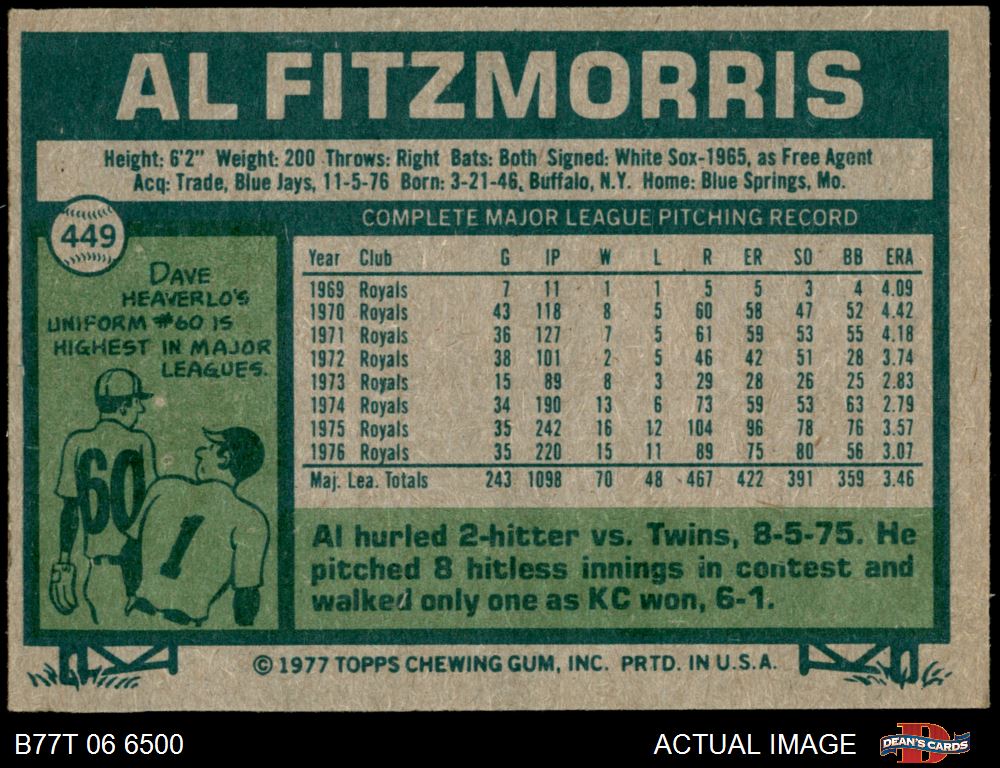 AL FITZMORRIS
Height: 6'2" Weight: 200 Throws: Right Bats: Both Signed: White Sox-1965, as Free Agent
Acq: Trade, Blue Jays, 11-5-76 Born: 3-21-46, Buffalo, N.Y. Home: Blue Springs, Mo.
449
DAVE
HEAVERLO'S
UNIFORM #60 IS
HIGHEST IN MAJOR
LEAGUES.
60
1
COMPLETE MAJOR LEAGUE PITCHING RECORD
Year Club G IP W L R ER SO BB ERA
1969 Royals 7 11 1 1 5 5 3 4 4.09
1970 Royals 43 118 8 5 60 58 47 52 4.42
1971 Royals 36 127 7 5 61 59 53 55 4.18
1972 Royals 38 101 2 5 46 42 51 28 3.74
1973 Royals 15 89 8 3 29 28 26 25 2.83
1974 Royals 34 190 13 6 73 59 53 63 2.79
1975 Royals 35 242 16 12 104 96 78 76 3.57
1976 Royals 35 220 15 11 89 75 80 56 3.07
Maj. Lea. Totals 243 1098 70 48 467 422 391 359 3.46
Al hurled 2-hitter vs. Twins, 8-5-75. He
pitched 8 hitless innings in contest and
walked only one as KC won, 6-1.
© 1977 TOPPS CHEWING GUM, INC. PRTD. IN U.S.A.
B77T 06 6500
ACTUAL IMAGE
DEAN'S CARDS